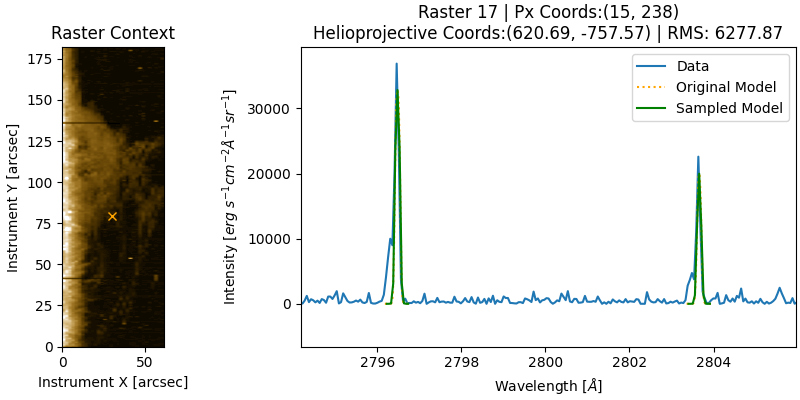 Raster Context
Instrument Y [arcsec]
175
150
125
100
75
50
25
0
0
50
Instrument X [arcsec]
Raster 17 | Px Coords:(15, 238)
Helioprojective Coords:(620.69, -757.57) | RMS: 6277.87
Intensity [erg s⁻¹cm⁻²Å⁻¹sr⁻¹]
30000
20000
10000
0
Data
Original Model
Sampled Model
2796
2798
2800
2802
2804
Wavelength [Å]